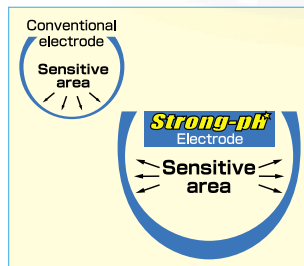 Conventional
electrode
Sensitive
area
Strong-pH
Electrode
Sensitive
area